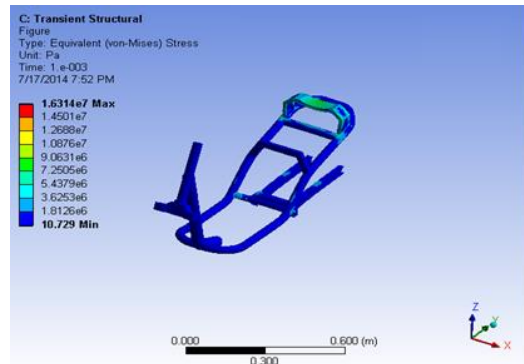 C: Transient Structural
Figure
Type: Equivalent (von-Mises) Stress
Unit: Pa
Time: 1.e-003
7/17/2014 7:52 PM
1.6314e7 Max
1.4501e7
1.2688e7
1.0876e7
9.0631e6
7.2505e6
5.4379e6
3.6253e6
1.8126e6
10.729 Min
0.000
0.600 (m)
0.300
Z
Y
X